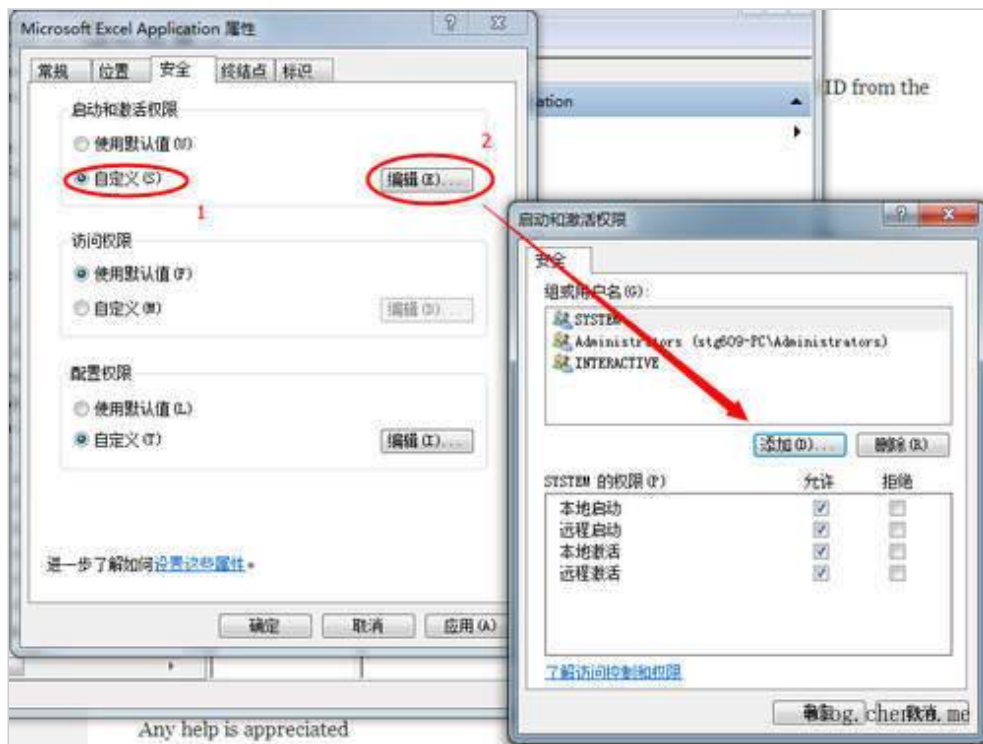 Microsoft Excel Application 属性
常规
位置
安全
终结点
标识
启动和激活权限
使用默认值(U)
自定义(S)
编辑(E)...
1
2
访问权限
使用默认值(F)
自定义(M)
编辑(D)...
配置权限
使用默认值(L)
自定义(T)
编辑(I)...
进一步了解如何设置这些属性。
确定
取消
应用(A)
ation
ID from the
启动和激活权限
安全
组或用户名(G):
SYSTEM
Administrators (stg609-PC\Administrators)
INTERACTIVE
添加(D)...
删除(R)
SYSTEM 的权限(P)
允许
拒绝
本地启动
远程启动
本地激活
远程激活
了解访问控制和权限
Any help is appreciated